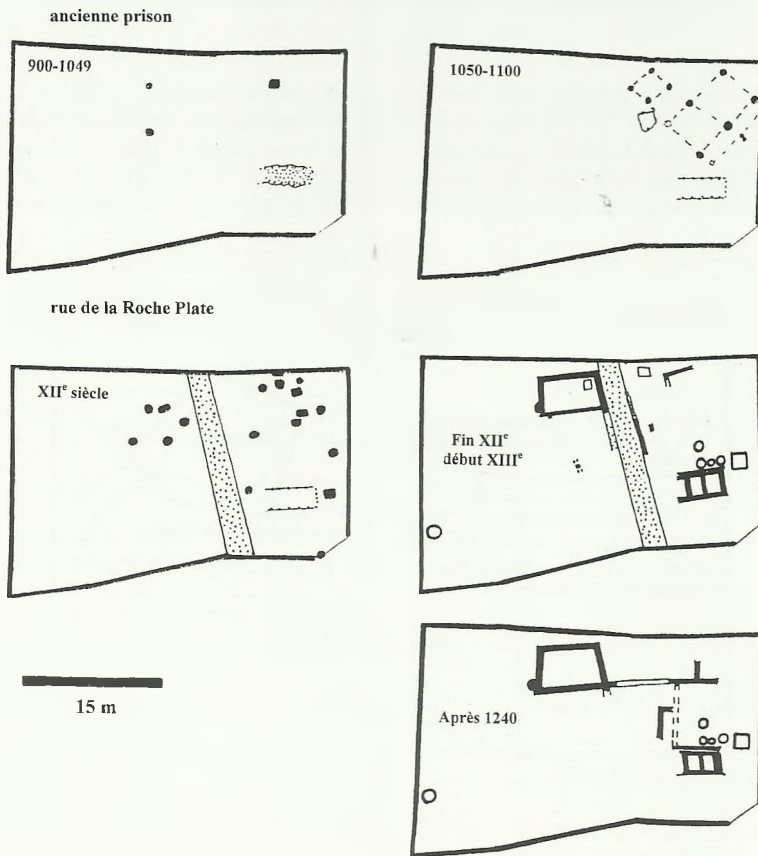 ancienne prison
900-1049
1050-1100
rue de la Roche Plate
XIIᵉ siècle
Fin XIIᵉ
début XIIIᵉ
15 m
Après 1240